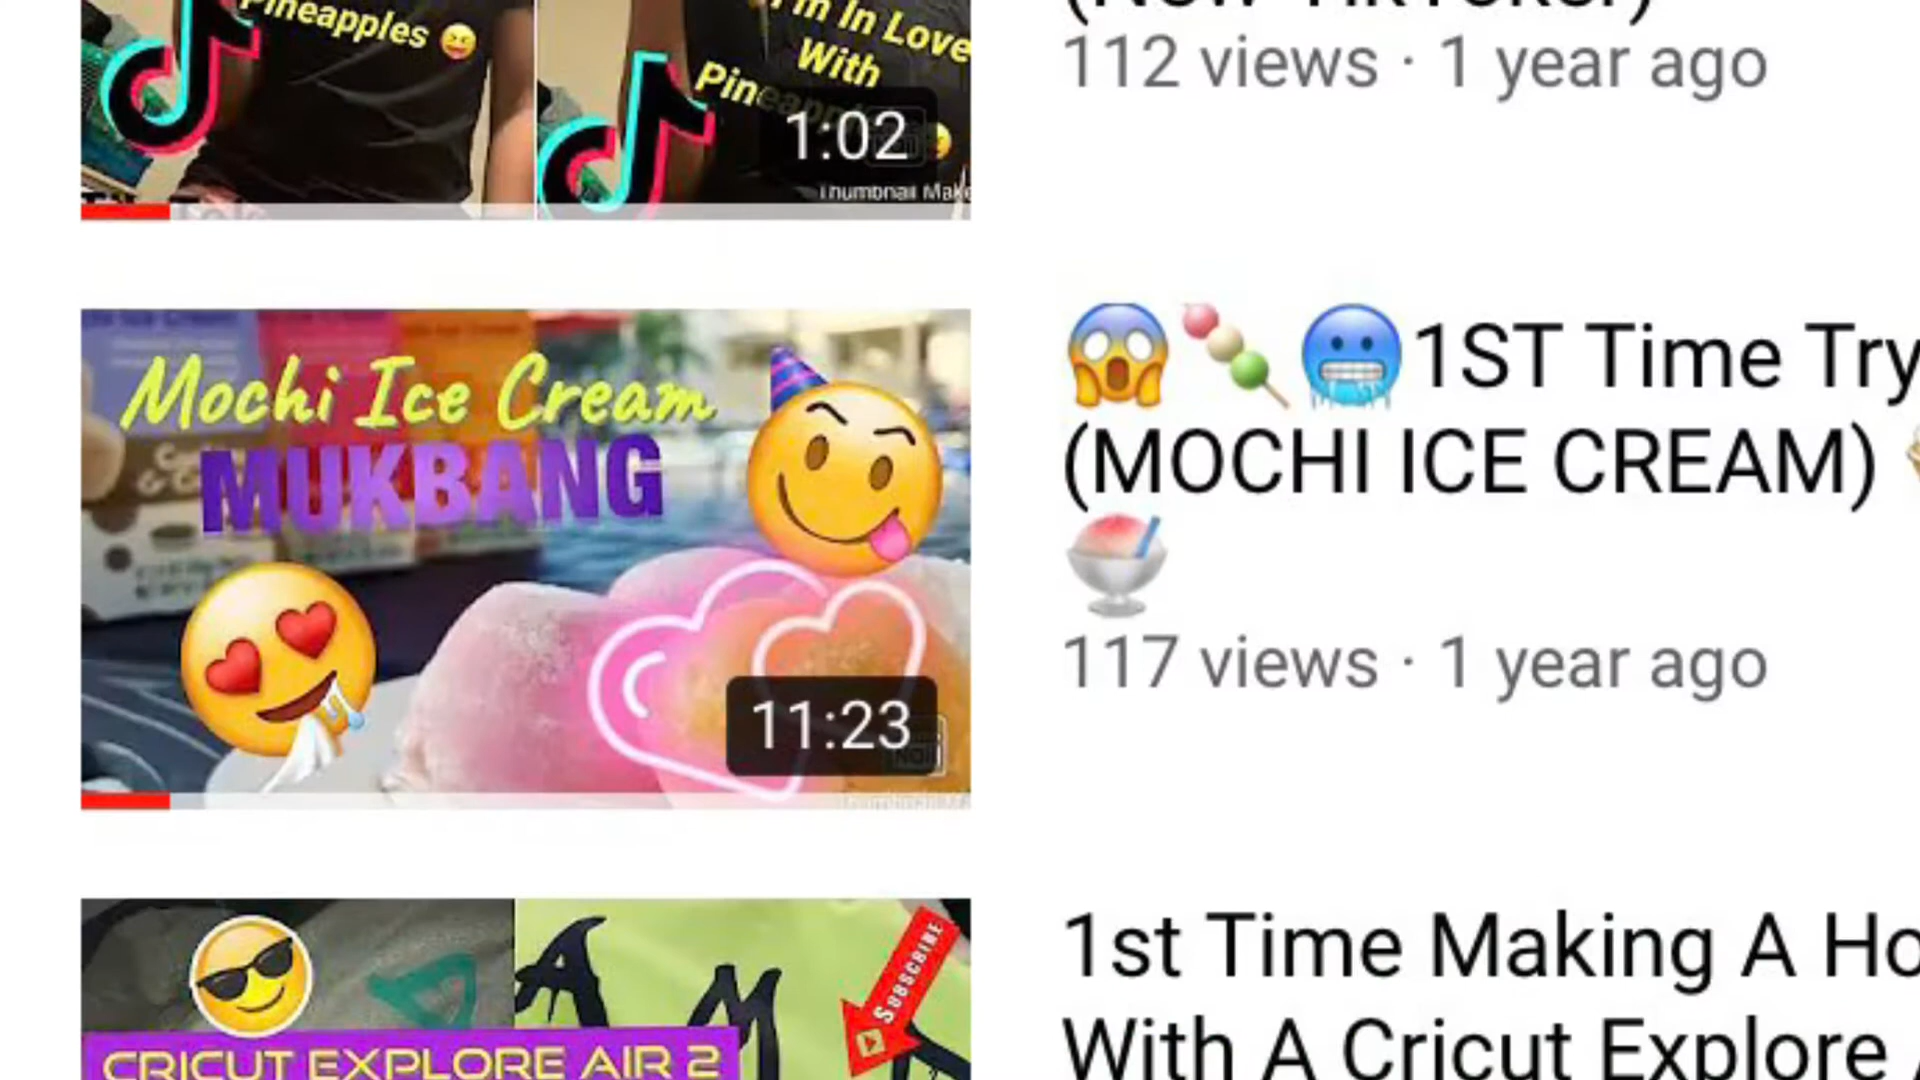 Pineapples
I'm In Love
With
1:02
Thumbnail Make
112 views · 1 year ago
Mochi Ice Cream
MUKBANG
11:23
1ST Time Try
(MOCHI ICE CREAM)
117 views · 1 year ago
SUBSCRIBE
CRICUT EXPLORE AIR 2
1st Time Making A Ho
With A Cricut Explore